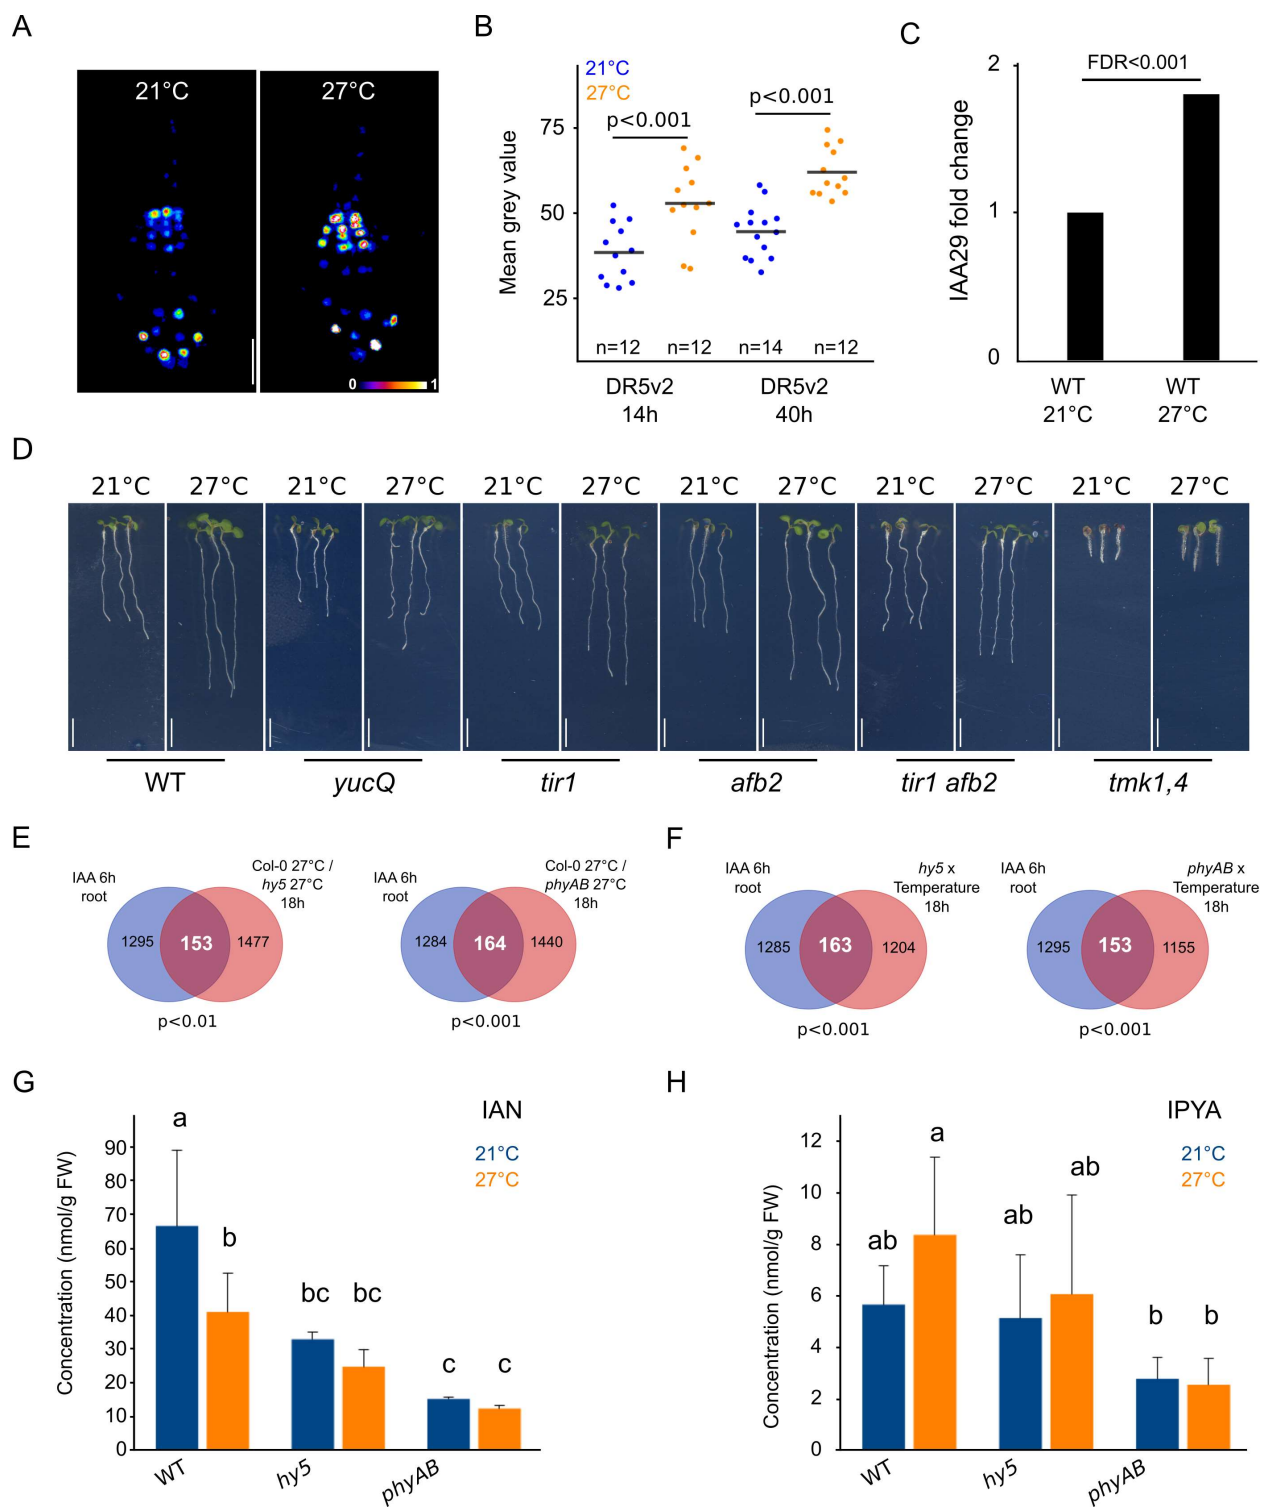 A
21°C
27°C
0
1
B
21°C
27°C
Mean grey value
75
50
25
p<0.001
p<0.001
n=12
n=12
n=14
n=12
DR5v2
14h
DR5v2
40h
C
IAA29 fold change
2
1
0
FDR<0.001
WT
21°C
WT
27°C
D
21°C 27°C 21°C 27°C 21°C 27°C 21°C 27°C 21°C 27°C 21°C 27°C
WT
yucQ
tir1
afb2
tir1 afb2
tmk1,4
E
IAA 6h
root
Col-0 27°C /
hy5 27°C
18h
1295
153
1477
p<0.01
IAA 6h
root
Col-0 27°C /
phyAB 27°C
18h
1284
164
1440
p<0.001
F
IAA 6h
root
hy5 x
Temperature
18h
1285
163
1204
p<0.001
IAA 6h
root
phyAB x
Temperature
18h
1295
153
1155
p<0.001
G
IAN
21°C
27°C
Concentration (nmol/g FW)
90
80
70
60
50
40
30
20
10
0
a
b
bc
bc
c
c
WT
hy5
phyAB
H
IPYA
21°C
27°C
Concentration (nmol/g FW)
12
10
8
6
4
2
0
ab
a
ab
ab
b
b
WT
hy5
phyAB